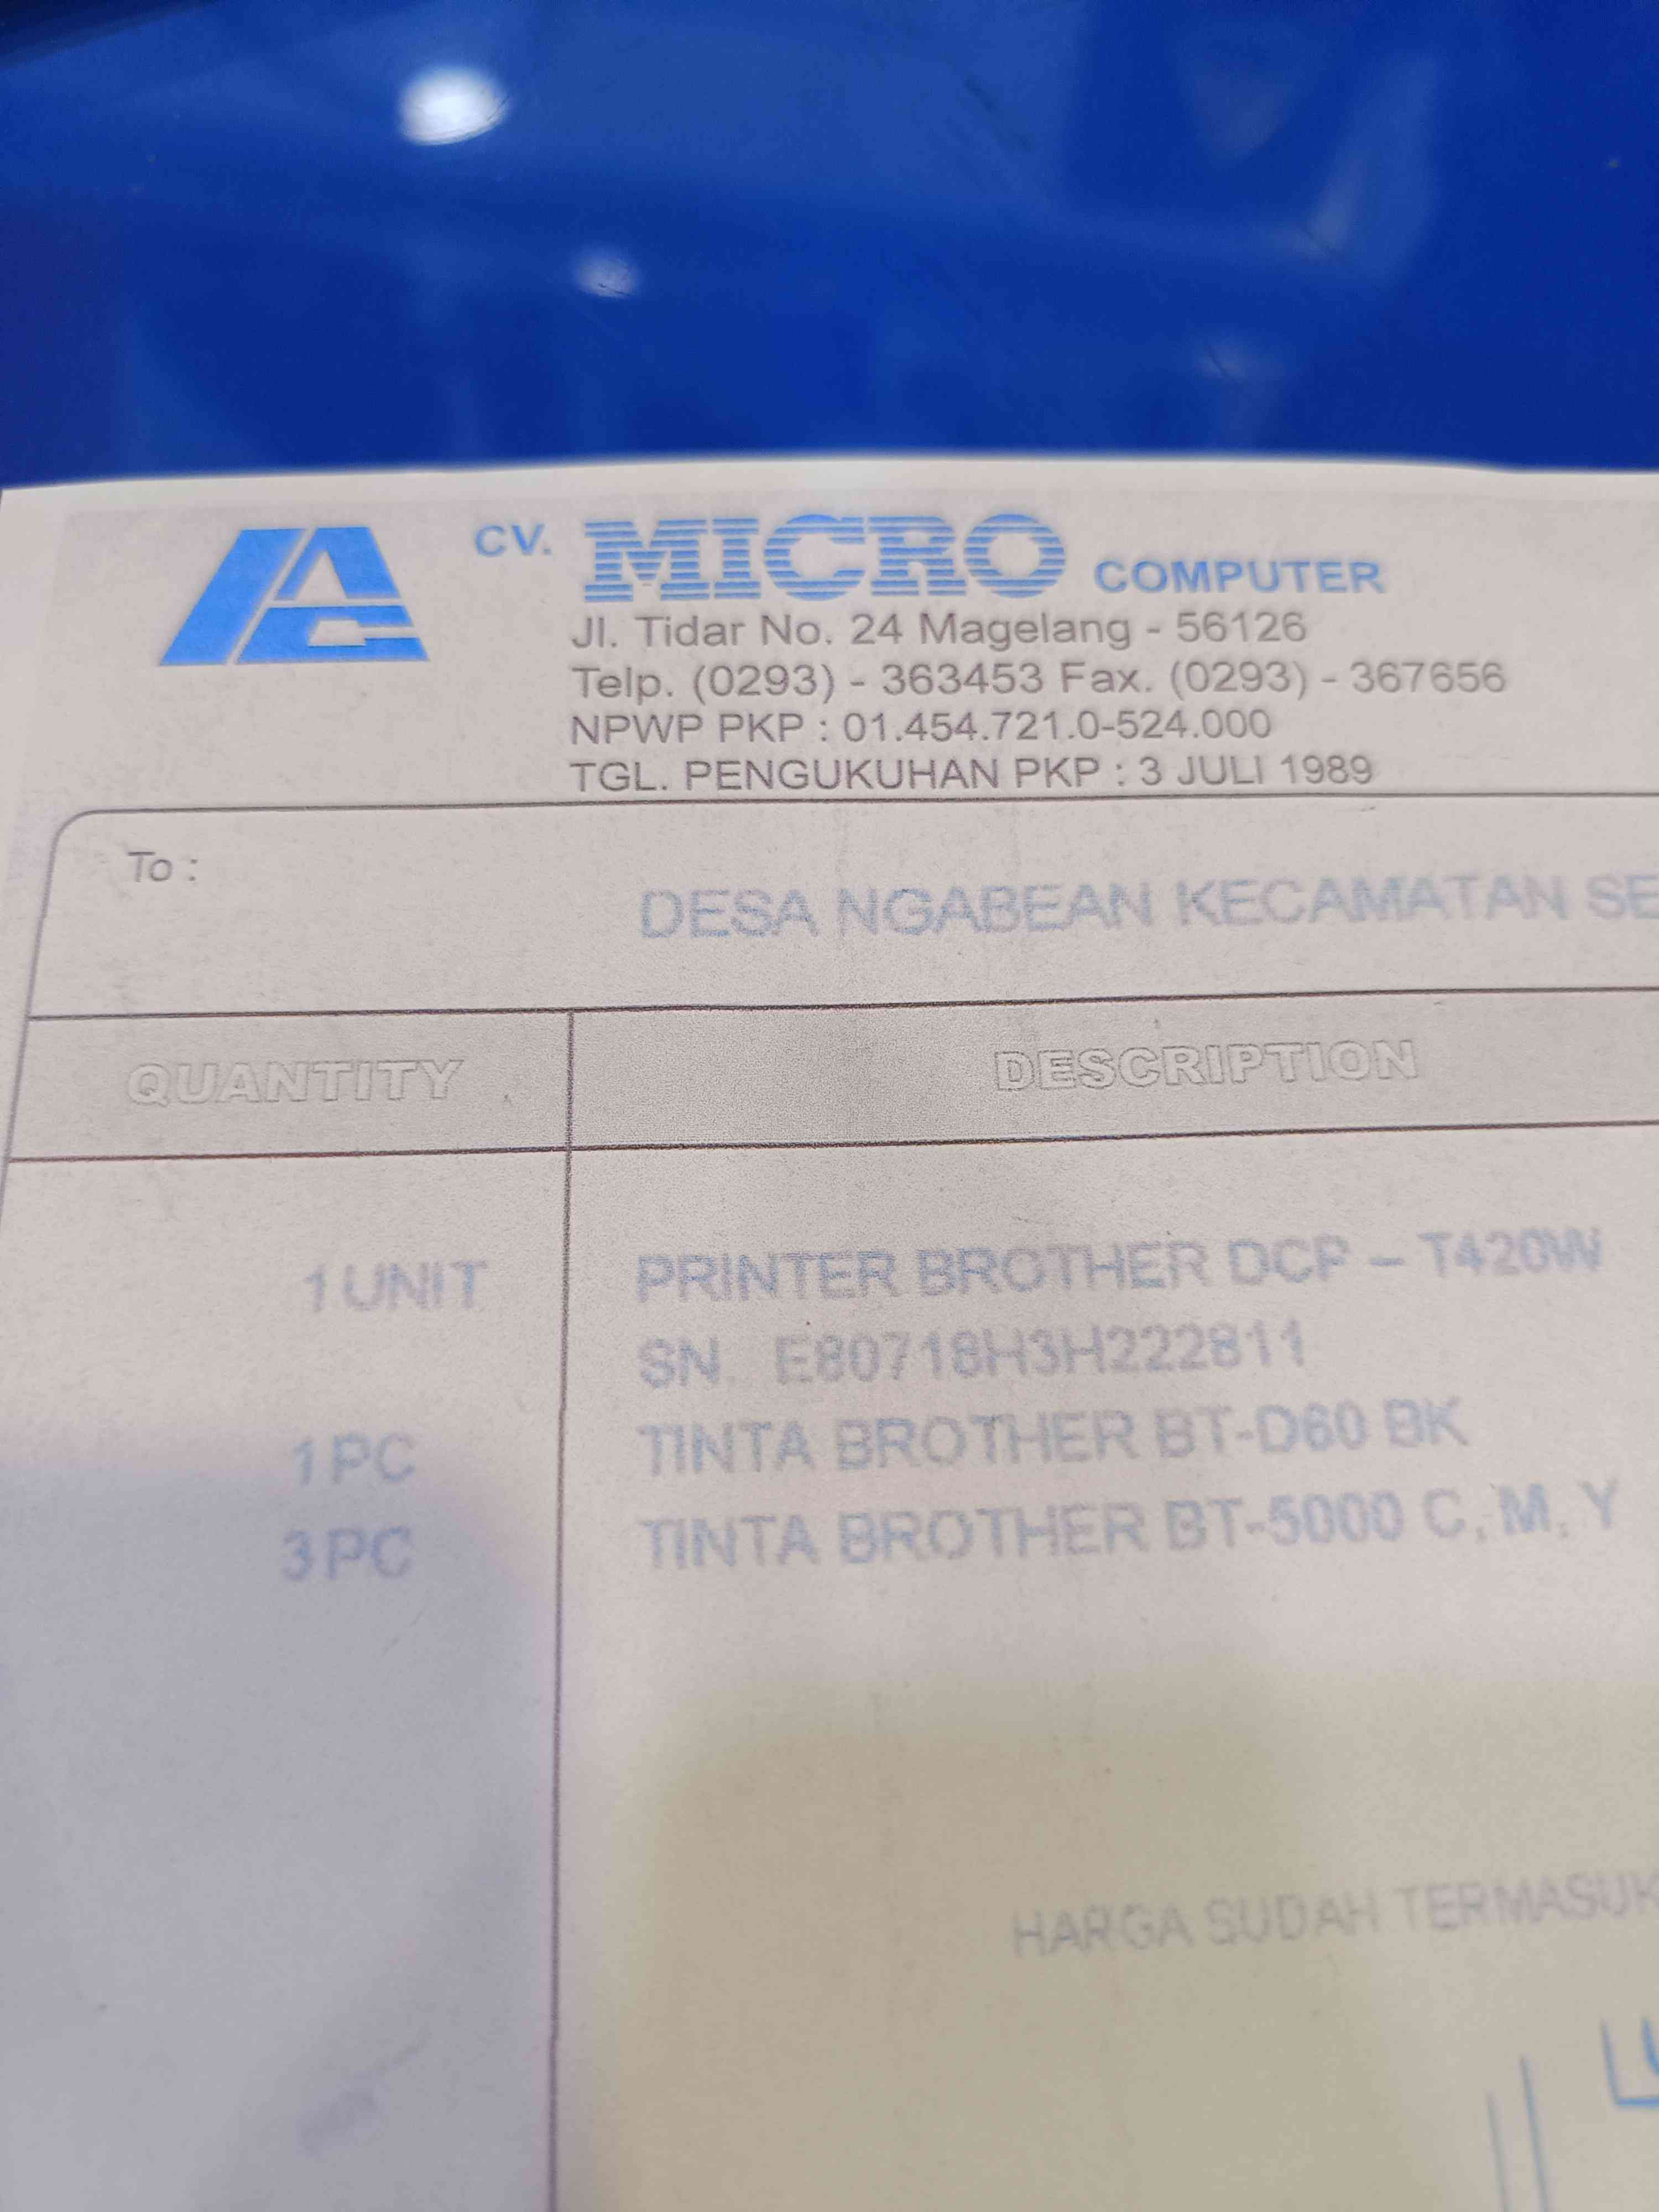 CV. MICRO COMPUTER
Jl. Tidar No. 24 Magelang - 56126
Telp. (0293) - 363453 Fax. (0293) - 367656
NPWP PKP : 01.454.721.0-524.000
TGL. PENGUKUHAN PKP : 3 JULI 1989
To :
DESA NGABEAN KECAMATAN SE
QUANTITY DESCRIPTION
1 UNIT PRINTER BROTHER DCP – T420W
SN. E80718H3H222811
1 PC TINTA BROTHER BT-D60 BK
3 PC TINTA BROTHER BT-5000 C, M, Y
HARGA SUDAH TERMASUK